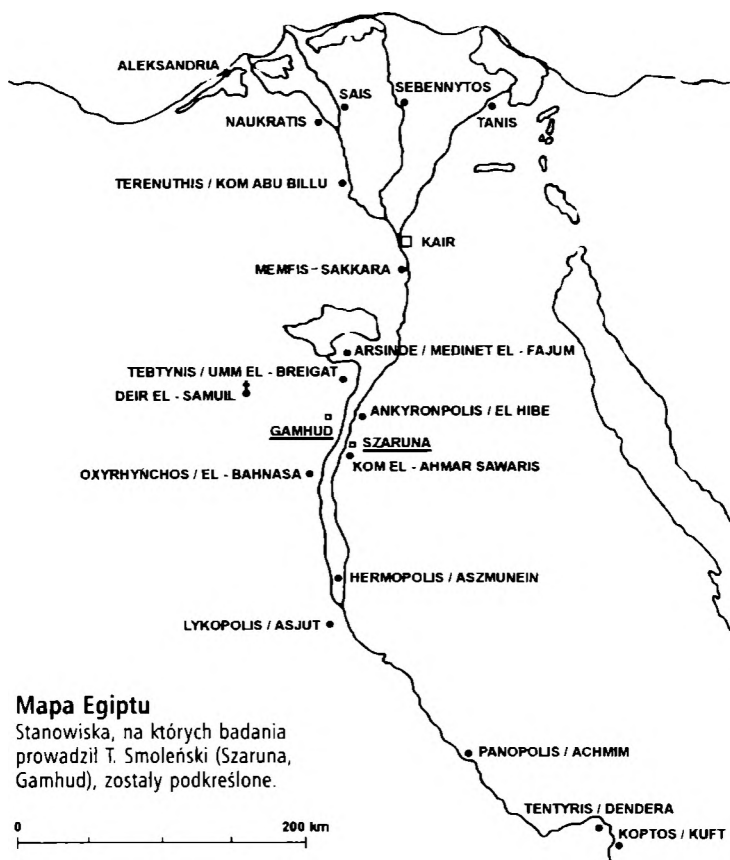 ALEKSANDRIA
SAIS
SEBENNYTOS
NAUKRATIS
TANIS
TERENUTHIS / KOM ABU BILLU
KAIR
MEMFIS - SAKKARA
ARSINDE / MEDINET EL - FAJUM
TEBTYNIS / UMM EL - BREIGAT
DEIR EL - SAMUIL
ANKYRONPOLIS / EL HIBE
GAMHUD
SZARUNA
KOM EL - AHMAR SAWARIS
OXYRHYŃCHOS / EL - BAHNASA
HERMOPOLIS / ASZMUNEIN
LYKOPOLIS / ASJUT
Mapa Egiptu
Stanowiska, na których badania
prowadził T. Smoleński (Szaruna,
Gamhud), zostały podkreślone.
PANOPOLIS / ACHMIM
TENTYRIS / DENDERA
KOPTOS / KUFT
0 200 km